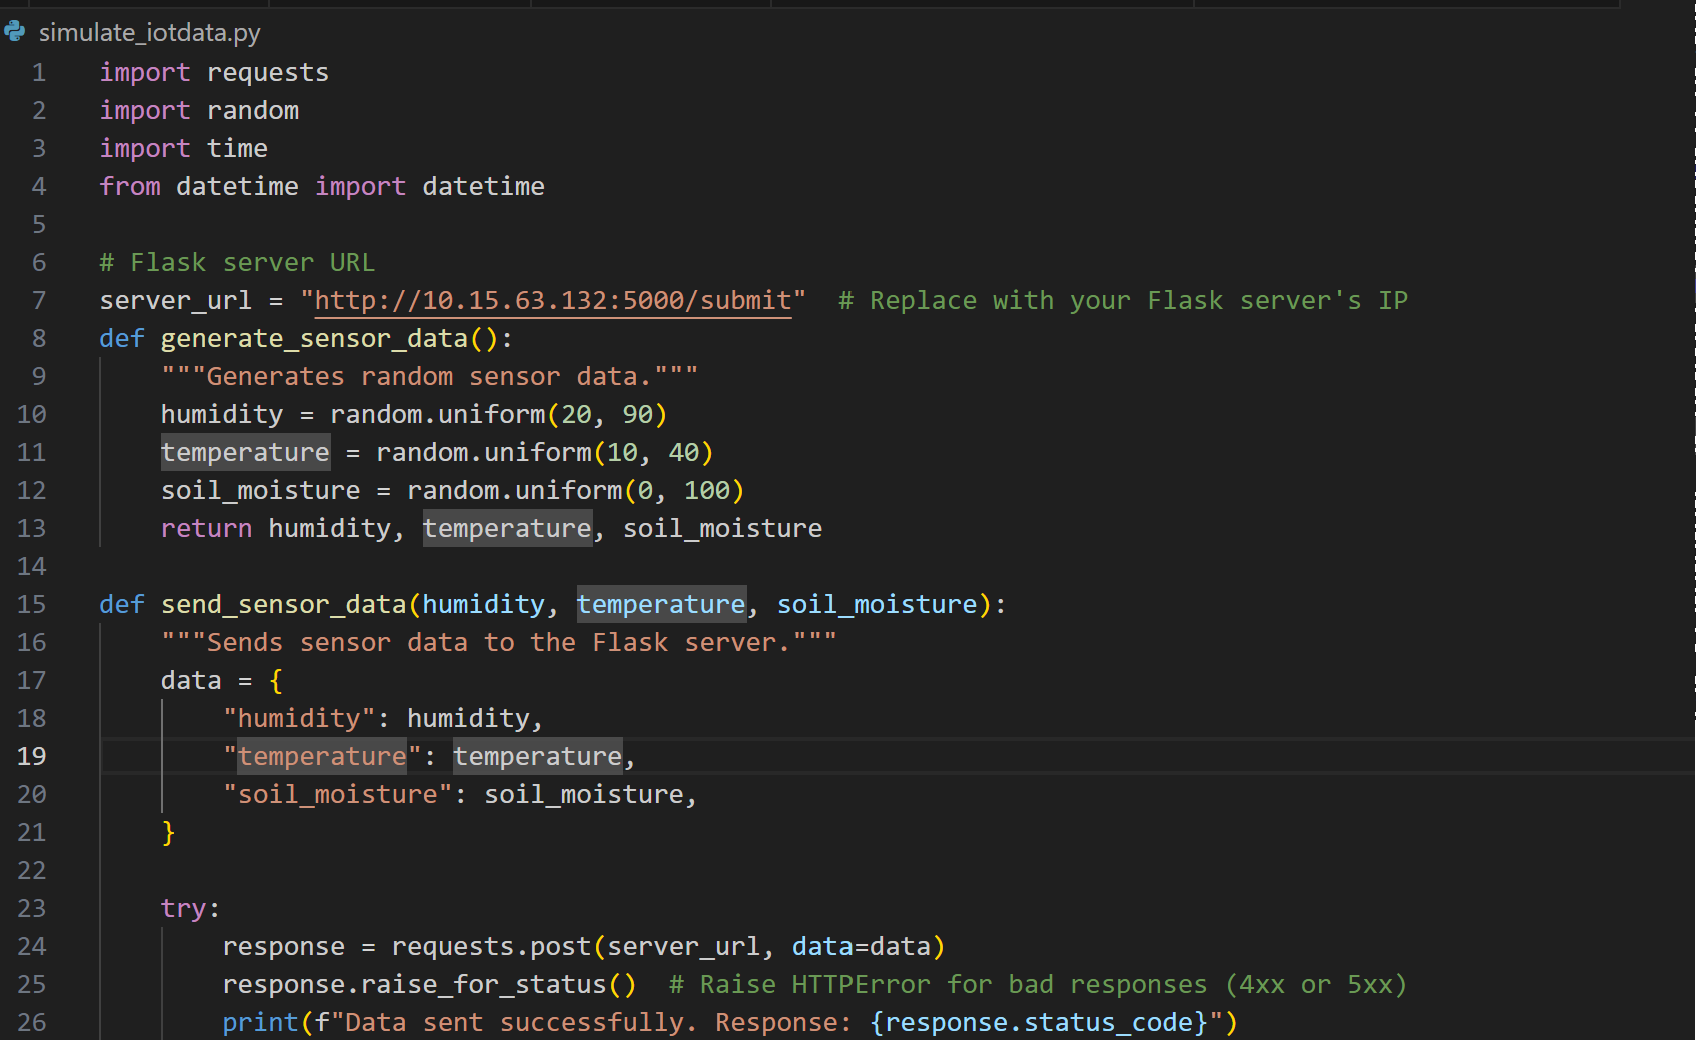 simulate_iotdata.py
1 import requests
2 import random
3 import time
4 from datetime import datetime
5
6 # Flask server URL
7 server_url = "http://10.15.63.132:5000/submit"  # Replace with your Flask server's IP
8 def generate_sensor_data():
9     """Generates random sensor data."""
10     humidity = random.uniform(20, 90)
11     temperature = random.uniform(10, 40)
12     soil_moisture = random.uniform(0, 100)
13     return humidity, temperature, soil_moisture
14
15 def send_sensor_data(humidity, temperature, soil_moisture):
16     """Sends sensor data to the Flask server."""
17     data = {
18         "humidity": humidity,
19         "temperature": temperature,
20         "soil_moisture": soil_moisture,
21     }
22
23     try:
24         response = requests.post(server_url, data=data)
25         response.raise_for_status()  # Raise HTTPError for bad responses (4xx or 5xx)
26         print(f"Data sent successfully. Response: {response.status_code}")